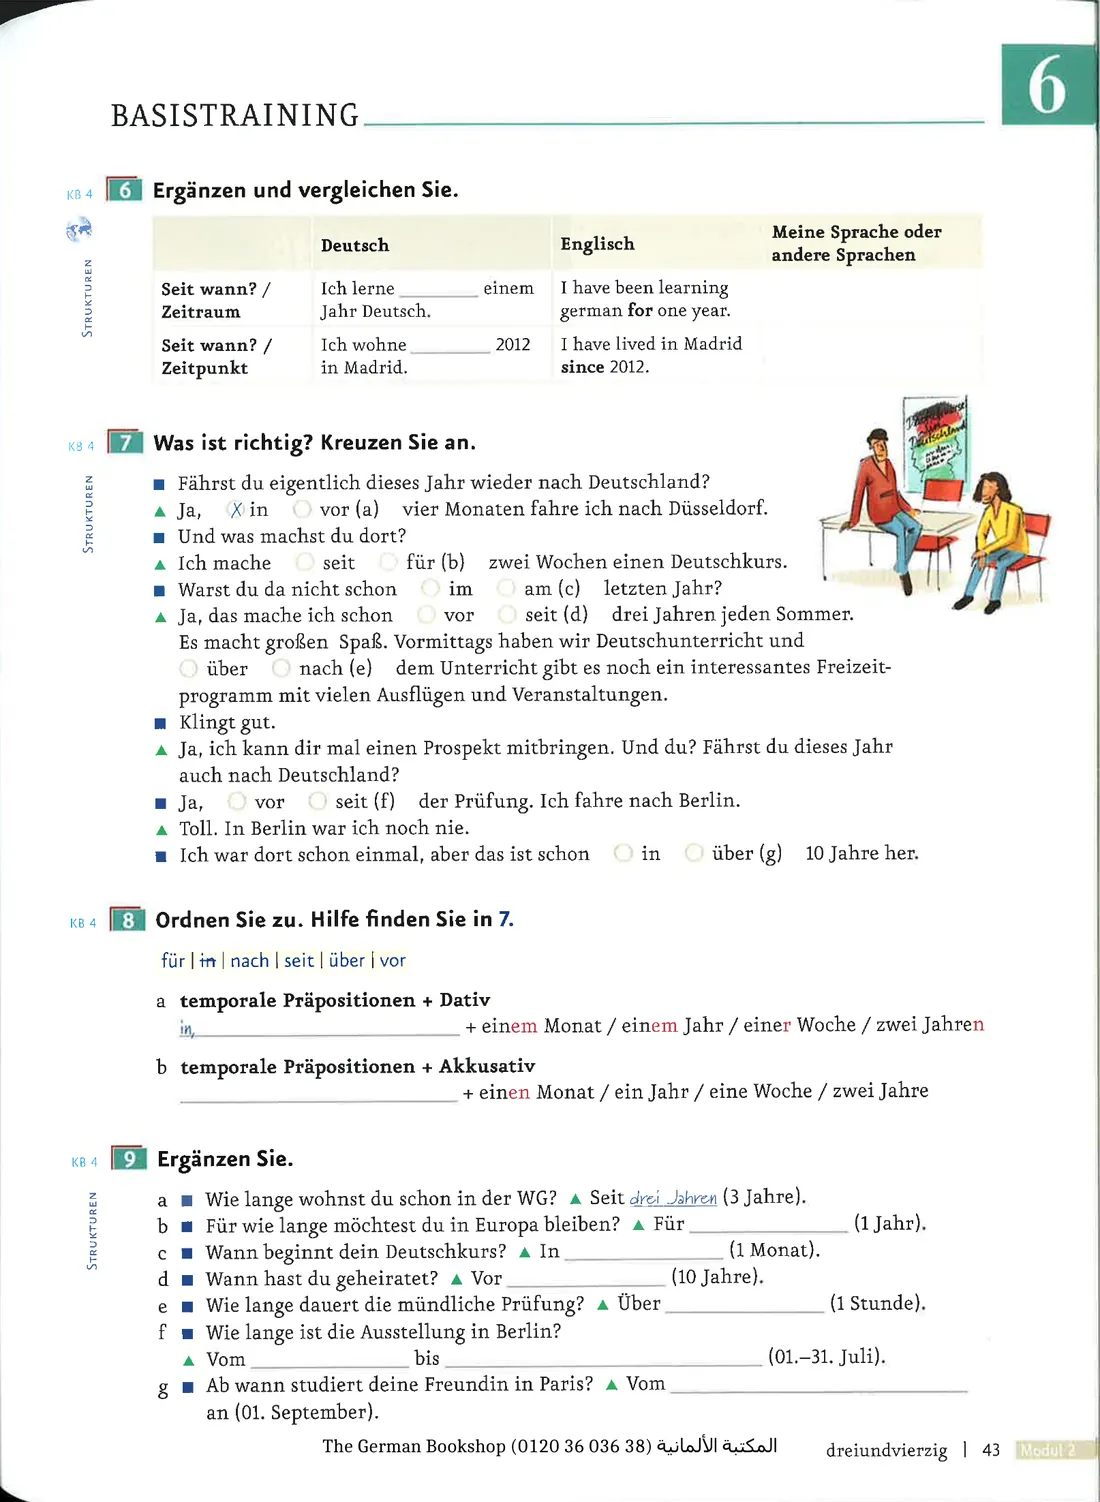 6
BASISTRAINING
KB 4 6 Ergänzen und vergleichen Sie.
STRUKTUREN
Deutsch Englisch Meine Sprache oder
andere Sprachen
Seit wann? / Ich lerne ________ einem I have been learning
Zeitraum Jahr Deutsch. german for one year.
Seit wann? / Ich wohne ________ 2012 I have lived in Madrid
Zeitpunkt in Madrid. since 2012.
KB 4 7 Was ist richtig? Kreuzen Sie an.
STRUKTUREN
■ Fährst du eigentlich dieses Jahr wieder nach Deutschland?
▲ Ja, X in ○ vor (a) vier Monaten fahre ich nach Düsseldorf.
■ Und was machst du dort?
▲ Ich mache ○ seit ○ für (b) zwei Wochen einen Deutschkurs.
■ Warst du da nicht schon ○ im ○ am (c) letzten Jahr?
▲ Ja, das mache ich schon ○ vor ○ seit (d) drei Jahren jeden Sommer.
Es macht großen Spaß. Vormittags haben wir Deutschunterricht und
○ über ○ nach (e) dem Unterricht gibt es noch ein interessantes Freizeit-
programm mit vielen Ausflügen und Veranstaltungen.
■ Klingt gut.
▲ Ja, ich kann dir mal einen Prospekt mitbringen. Und du? Fährst du dieses Jahr
auch nach Deutschland?
■ Ja, ○ vor ○ seit (f) der Prüfung. Ich fahre nach Berlin.
▲ Toll. In Berlin war ich noch nie.
■ Ich war dort schon einmal, aber das ist schon ○ in ○ über (g) 10 Jahre her.
KB 4 8 Ordnen Sie zu. Hilfe finden Sie in 7.
für | in | nach | seit | über | vor
a temporale Präpositionen + Dativ
in, ________ + einem Monat / einem Jahr / einer Woche / zwei Jahren
b temporale Präpositionen + Akkusativ
________ + einen Monat / ein Jahr / eine Woche / zwei Jahre
KB 4 9 Ergänzen Sie.
STRUKTUREN
a ■ Wie lange wohnst du schon in der WG? ▲ Seit drei Jahren (3 Jahre).
b ■ Für wie lange möchtest du in Europa bleiben? ▲ Für ________ (1 Jahr).
c ■ Wann beginnt dein Deutschkurs? ▲ In ________ (1 Monat).
d ■ Wann hast du geheiratet? ▲ Vor ________ (10 Jahre).
e ■ Wie lange dauert die mündliche Prüfung? ▲ Über ________ (1 Stunde).
f ■ Wie lange ist die Ausstellung in Berlin?
▲ Vom ________ bis ________ (01.–31. Juli).
g ■ Ab wann studiert deine Freundin in Paris? ▲ Vom ________
an (01. September).
The German Bookshop (0120 36 036 38) المكتبة الألمانية
dreiundvierzig | 43 Modul 2